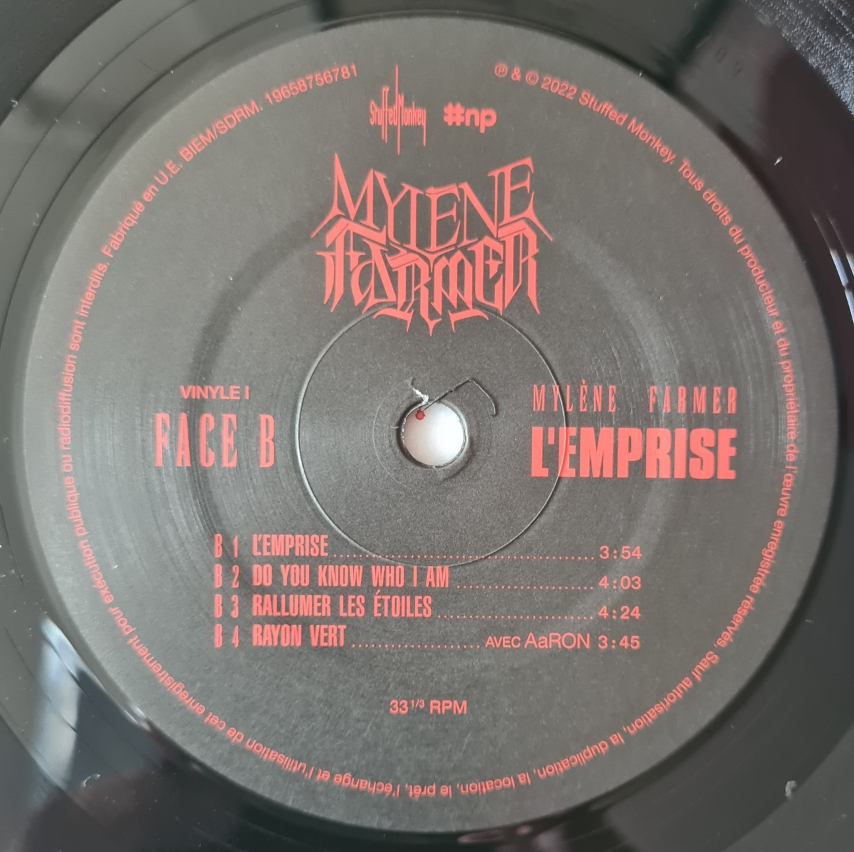 ℗ & © 2022 Stuffed Monkey. Tous droits du producteur et du propriétaire de l'œuvre enregistrée réservés. Sauf autorisation, la duplication, la location, le prêt, l'échange et l'utilisation de cet enregistrement pour exécution publique ou radiodiffusion sont interdits. Fabriqué en U.E. BIEM/SDRM. 19658756781
Stuffed Monkey #np
MYLENE
FARMER
VINYLE I
FACE B
MYLÈNE FARMER
L'EMPRISE
B 1 L'EMPRISE 3:54
B 2 DO YOU KNOW WHO I AM 4:03
B 3 RALLUMER LES ÉTOILES 4:24
B 4 RAYON VERT AVEC AaRON 3:45
33 1/3 RPM